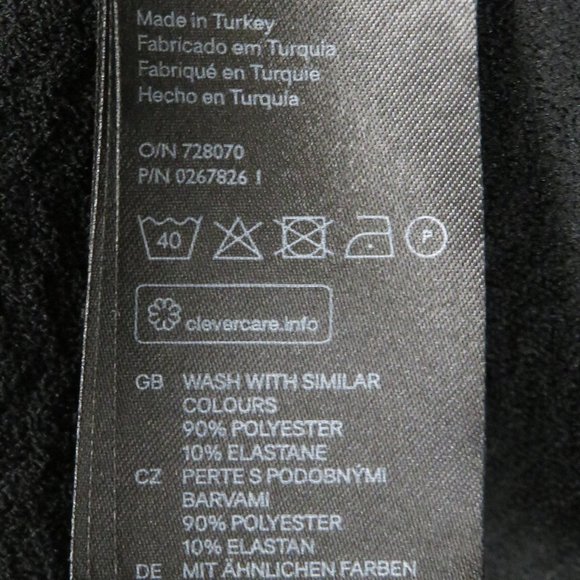 Made in Turkey
Fabricado em Turquia
Fabriqué en Turquie
Hecho en Turquía
O/N 728070
P/N 0267826 1
40 P
clevercare.info
GB WASH WITH SIMILAR
COLOURS
90% POLYESTER
10% ELASTANE
CZ PERTE S PODOBNÝMI
BARVAMI
90% POLYESTER
10% ELASTAN
DE MIT ÄHNLICHEN FARBEN